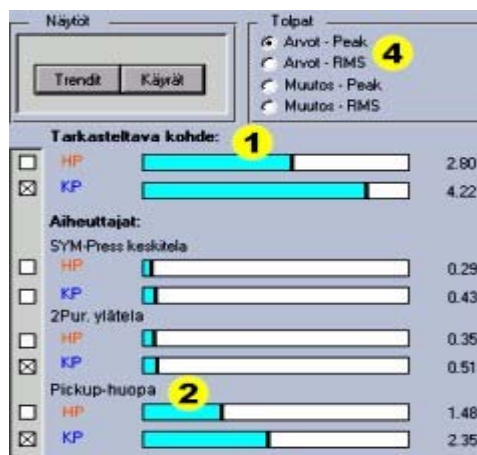 Näytöt
Trendit Käyrät
Tolpat
Arvot - Peak
Arvot - RMS
4
Muutos - Peak
Muutos - RMS
Tarkasteltava kohde: 1
HP 2.80
KP 4.22
Aiheuttajat:
SYM-Press keskitela
HP 0.29
KP 0.43
2Pur. ylätela
HP 0.35
KP 0.51
Pickup-huopa 2
HP 1.48
KP 2.35